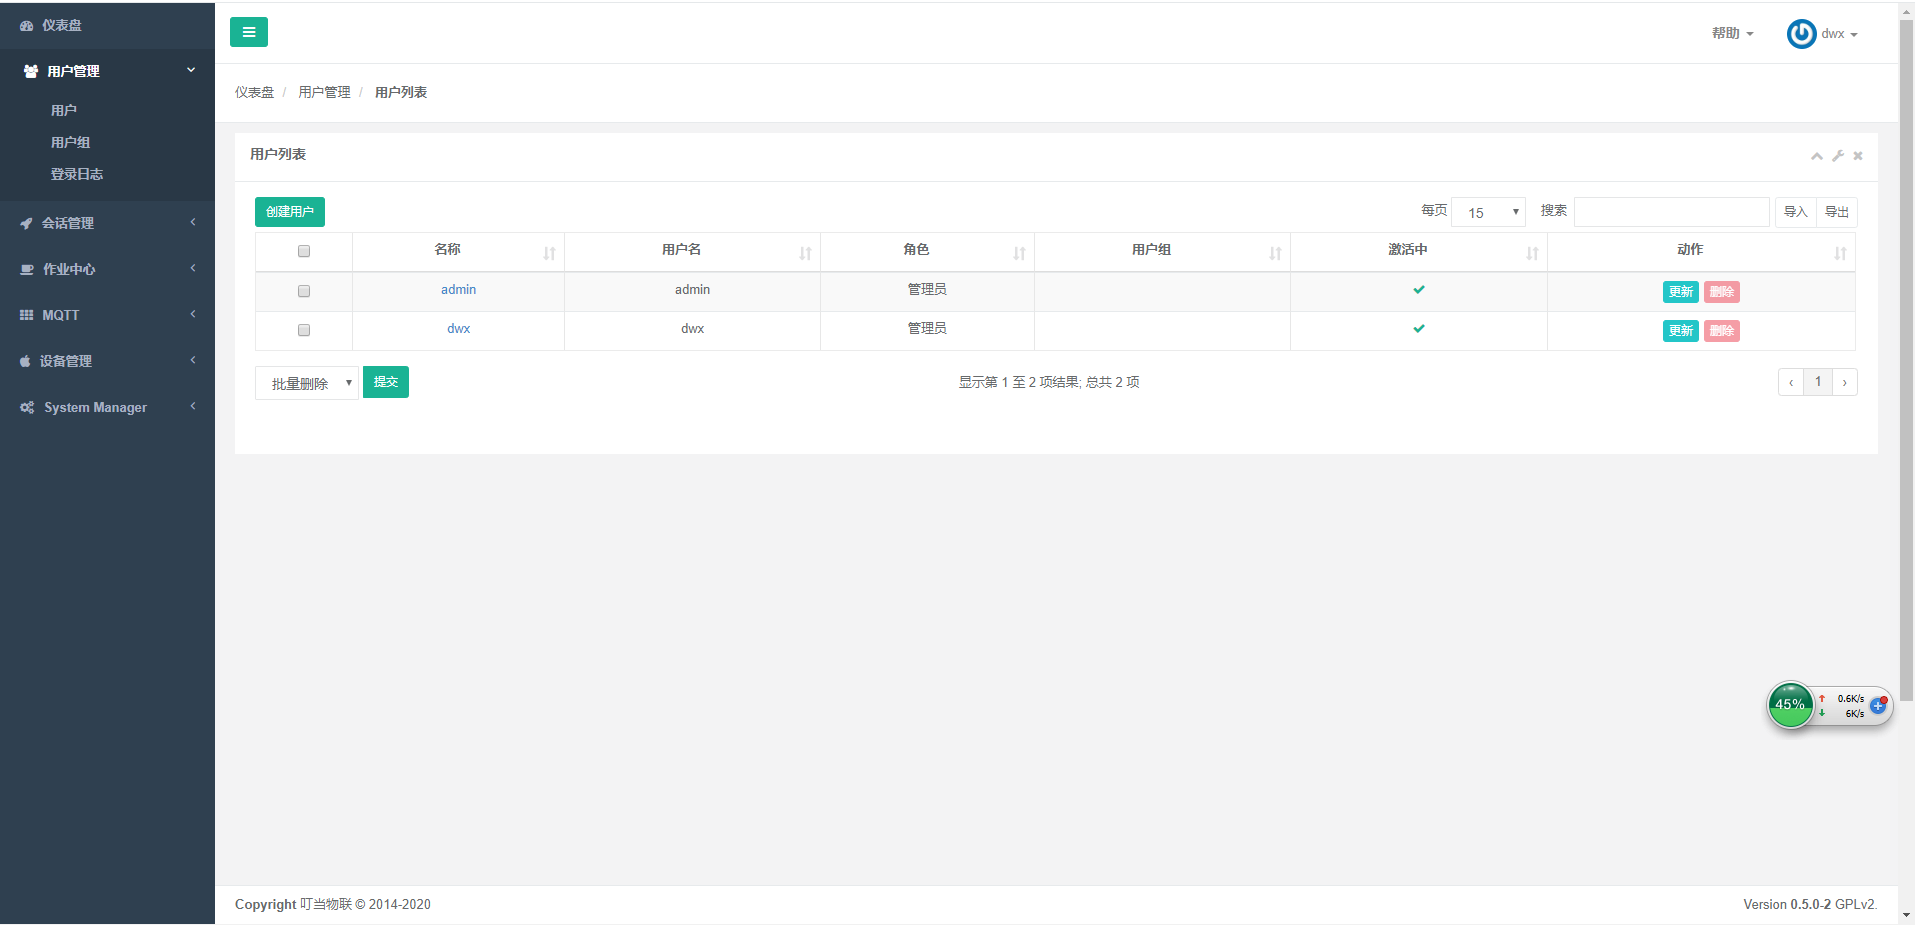 仪表盘
用户管理
用户
用户组
登录日志
会话管理
作业中心
MQTT
设备管理
System Manager
帮助 dwx
仪表盘 / 用户管理 / 用户列表
用户列表
创建用户 每页 15 搜索 导入 导出
名称 用户名 角色 用户组 激活中 动作
admin admin 管理员 更新 删除
dwx dwx 管理员 更新 删除
批量删除 提交 显示第 1 至 2 项结果; 总共 2 项 ‹ 1 ›
45% 0.6K/s
6K/s
Copyright 叮当物联 © 2014-2020 Version 0.5.0-2 GPLv2.